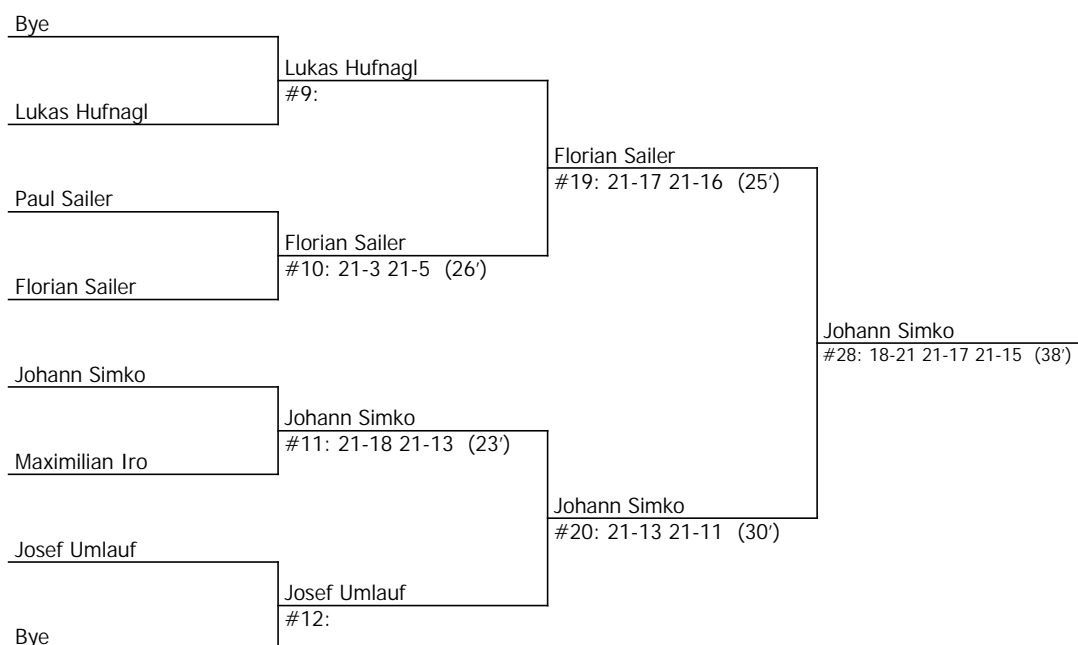 Bye
Lukas Hufnagl
#9:
Lukas Hufnagl
Florian Sailer
#19: 21-17 21-16 (25')
Paul Sailer
Florian Sailer
#10: 21-3 21-5 (26')
Florian Sailer
Johann Simko
#28: 18-21 21-17 21-15 (38')
Johann Simko
Johann Simko
#11: 21-18 21-13 (23')
Maximilian Iro
Johann Simko
#20: 21-13 21-11 (30')
Josef Umlauf
Josef Umlauf
#12:
Bye